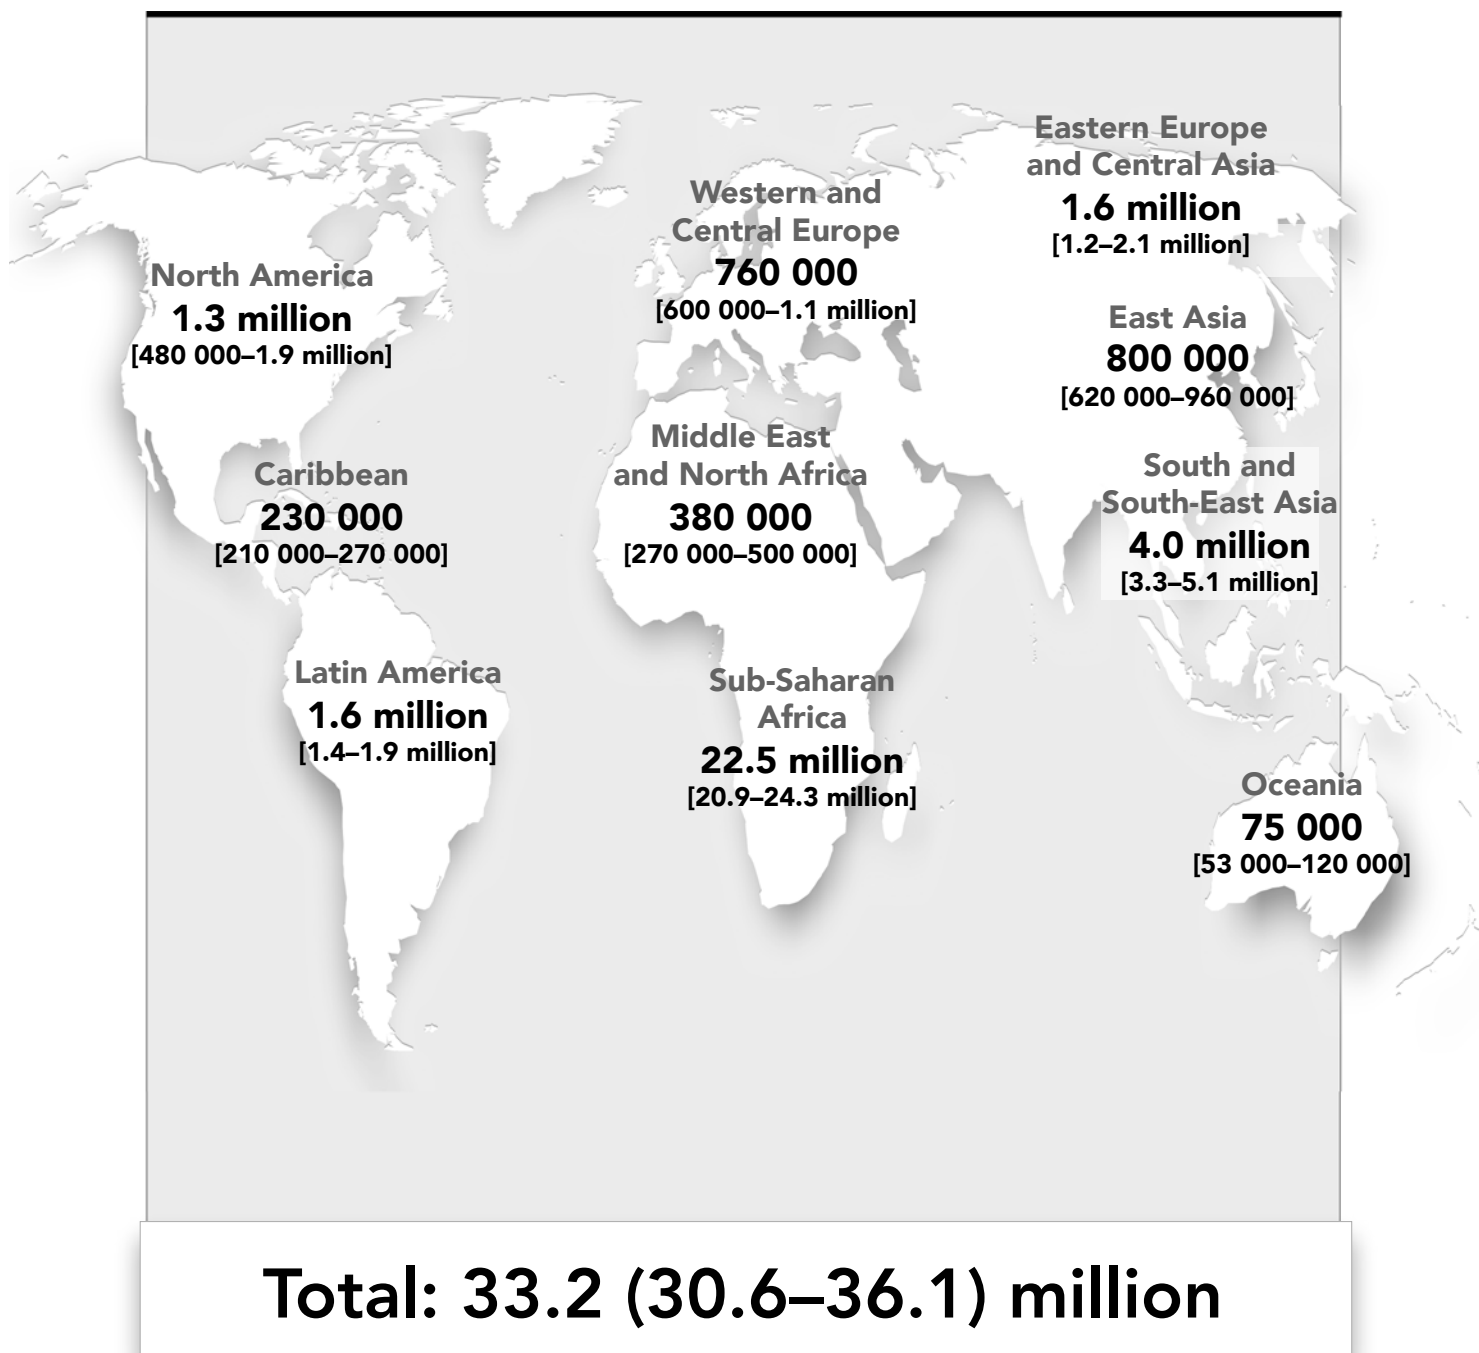 Eastern Europe
and Central Asia
1.6 million
[1.2–2.1 million]
Western and
Central Europe
760 000
[600 000–1.1 million]
North America
1.3 million
[480 000–1.9 million]
East Asia
800 000
[620 000–960 000]
Middle East
and North Africa
380 000
[270 000–500 000]
Caribbean
230 000
[210 000–270 000]
South and
South-East Asia
4.0 million
[3.3–5.1 million]
Latin America
1.6 million
[1.4–1.9 million]
Sub-Saharan
Africa
22.5 million
[20.9–24.3 million]
Oceania
75 000
[53 000–120 000]
Total: 33.2 (30.6–36.1) million